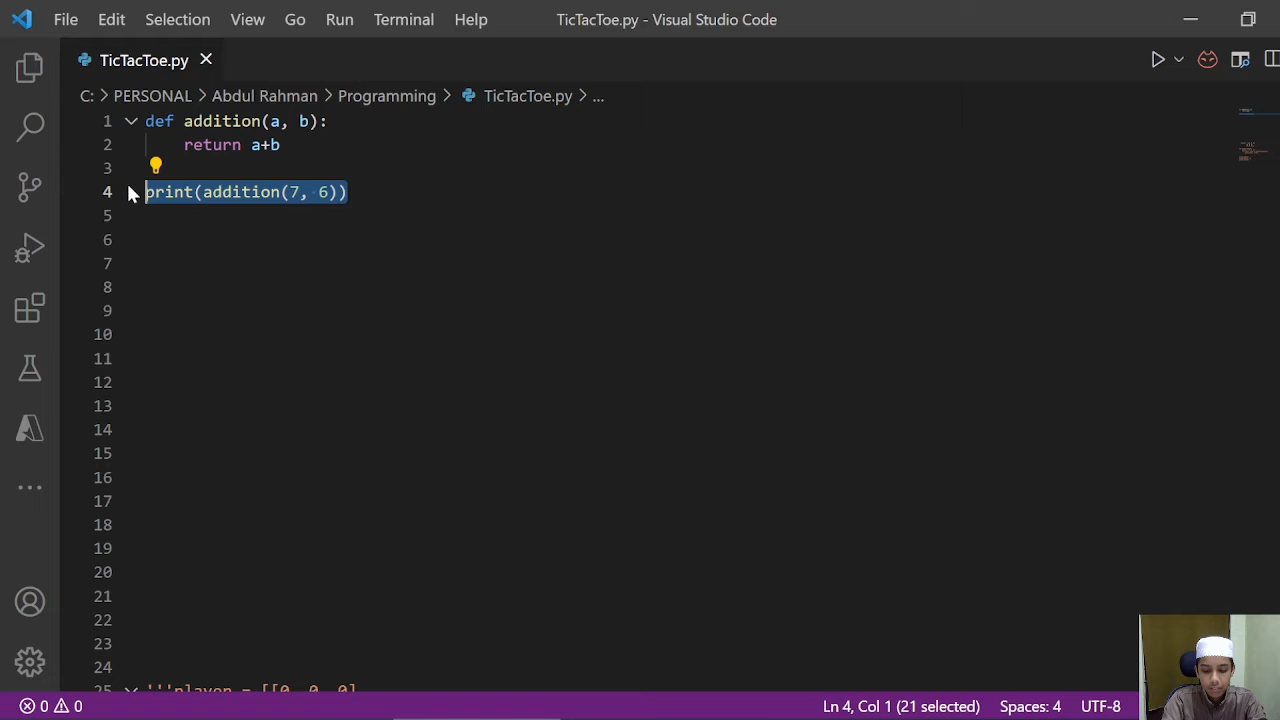 File Edit Selection View Go Run Terminal Help TicTacToe.py - Visual Studio Code
TicTacToe.py
C: > PERSONAL > Abdul Rahman > Programming > TicTacToe.py > ...
1 def addition(a, b):
2 return a+b
3
4 print(addition(7, 6))
5
6
7
8
9
10
11
12
13
14
15
16
17
18
19
20
21
22
23
24
25 '''player = [[0, 0, 0]
0 0 Ln 4, Col 1 (21 selected) Spaces: 4 UTF-8